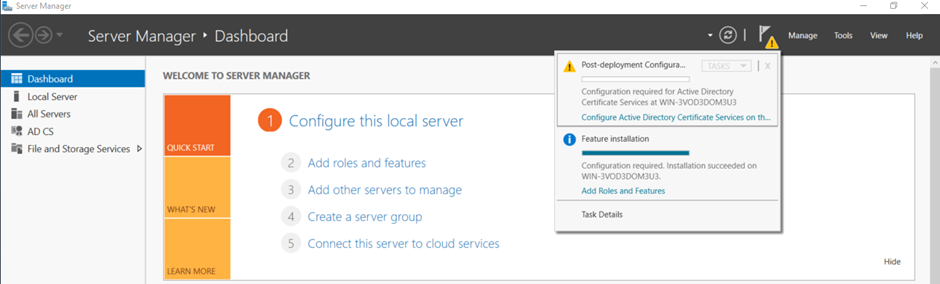 Server Manager
Server Manager ‣ Dashboard
Manage Tools View Help
Dashboard
Local Server
All Servers
AD CS
File and Storage Services
WELCOME TO SERVER MANAGER
QUICK START
WHAT'S NEW
LEARN MORE
1 Configure this local server
2 Add roles and features
3 Add other servers to manage
4 Create a server group
5 Connect this server to cloud services
Hide
Post-deployment Configura... TASKS X
Configuration required for Active Directory
Certificate Services at WIN-3VOD3DOM3U3
Configure Active Directory Certificate Services on th...
Feature installation
Configuration required. Installation succeeded on
WIN-3VOD3DOM3U3.
Add Roles and Features
Task Details